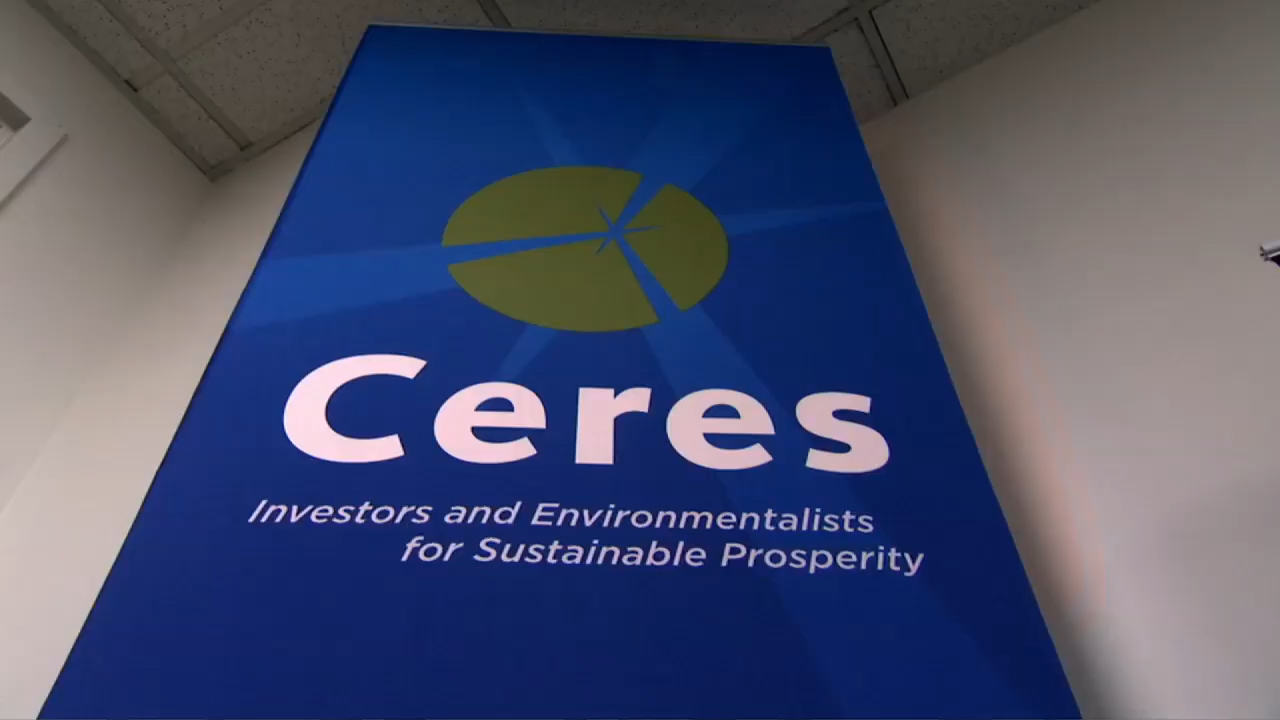 Ceres
Investors and Environmentalists
for Sustainable Prosperity